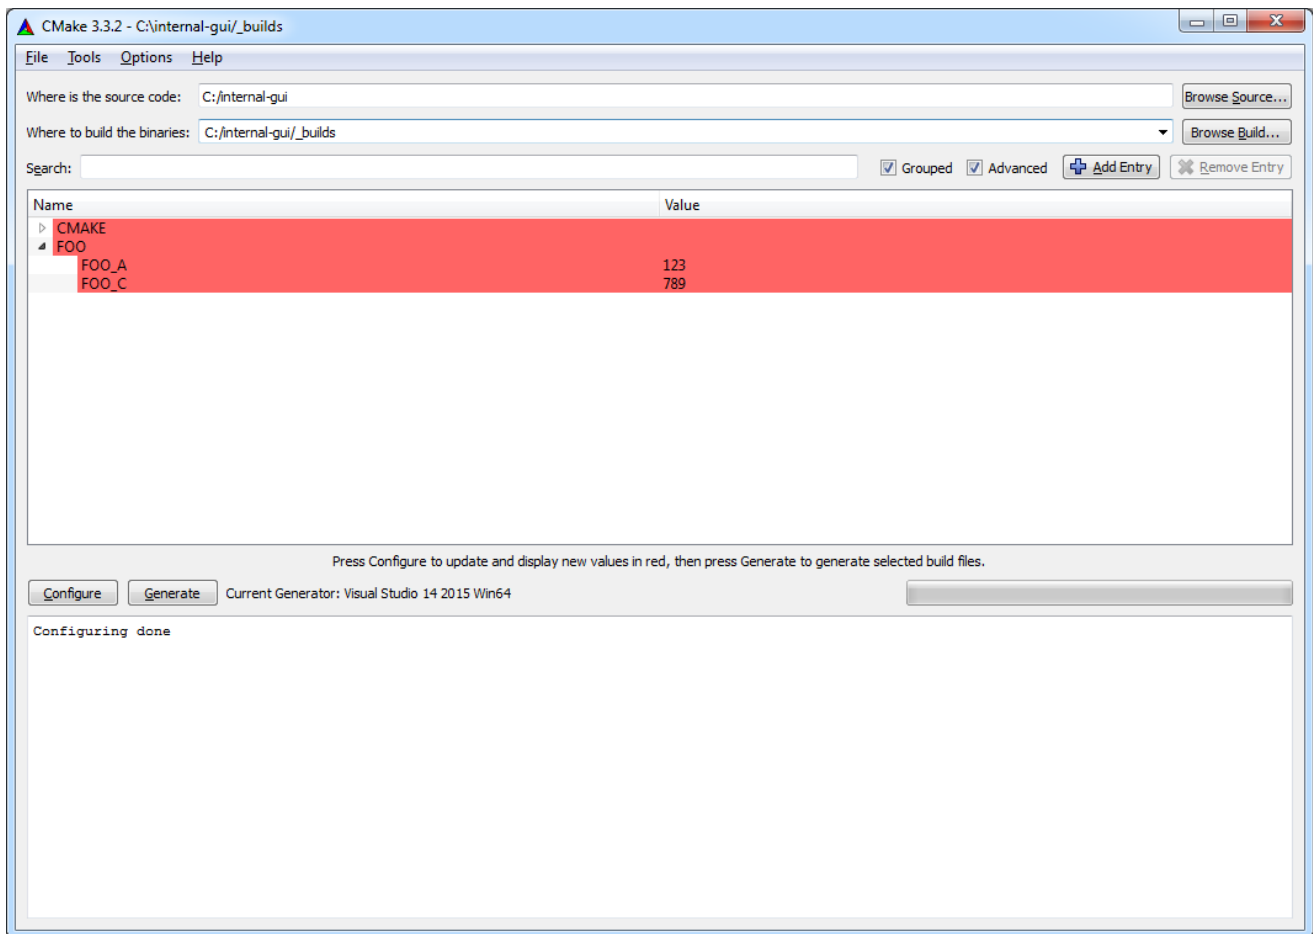 CMake 3.3.2 - C:\internal-gui/_builds
File Tools Options Help
Where is the source code: C:/internal-gui Browse Source...
Where to build the binaries: C:/internal-gui/_builds Browse Build...
Search: Grouped Advanced Add Entry Remove Entry
Name Value
CMAKE
FOO
FOO_A 123
FOO_C 789
Press Configure to update and display new values in red, then press Generate to generate selected build files.
Configure Generate Current Generator: Visual Studio 14 2015 Win64
Configuring done